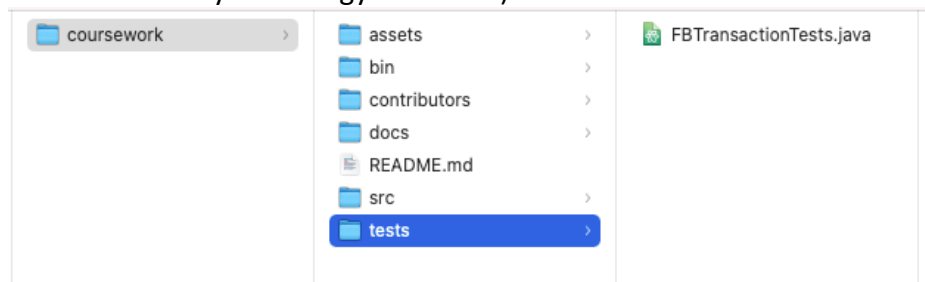 coursework
assets
bin
contributors
docs
README.md
src
tests
FBTransactionTests.java